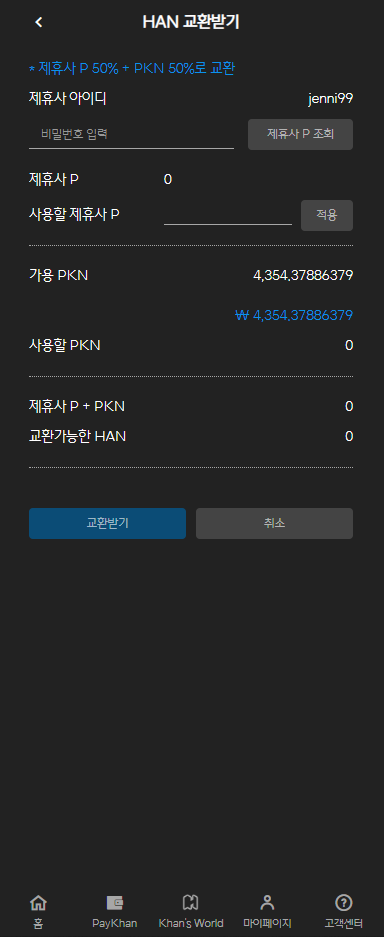 HAN 교환받기
* 제휴사 P 50% + PKN 50%로 교환
제휴사 아이디 jenni99
비밀번호 입력 제휴사 P 조회
제휴사 P 0
사용할 제휴사 P 적용
가용 PKN 4,354.37886379
₩ 4,354.37886379
사용할 PKN 0
제휴사 P + PKN 0
교환가능한 HAN 0
교환받기 취소
홈 PayKhan Khan's World 마이페이지 고객센터